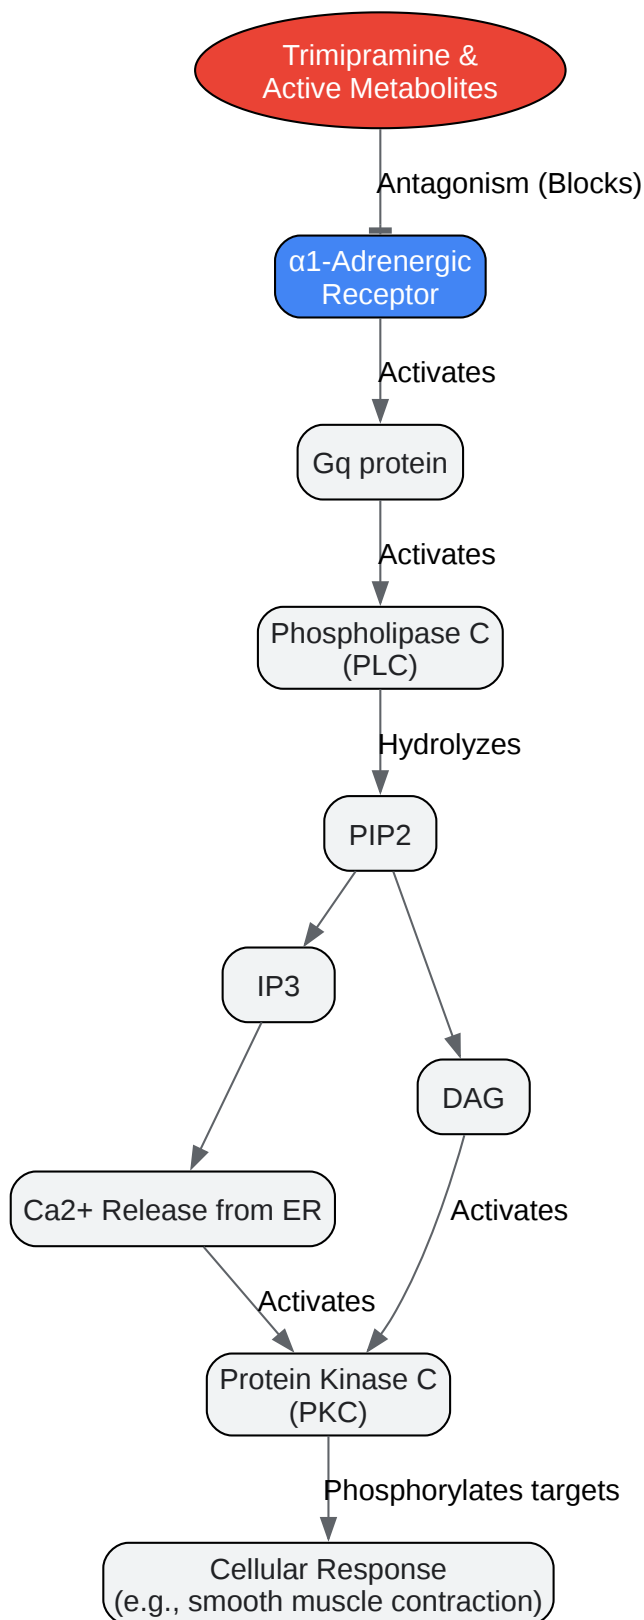 Trimipramine &
Active Metabolites
Antagonism (Blocks)
α1-Adrenergic
Receptor
Activates
Gq protein
Activates
Phospholipase C
(PLC)
Hydrolyzes
PIP2
IP3
DAG
Ca2+ Release from ER
Activates
Activates
Protein Kinase C
(PKC)
Phosphorylates targets
Cellular Response
(e.g., smooth muscle contraction)